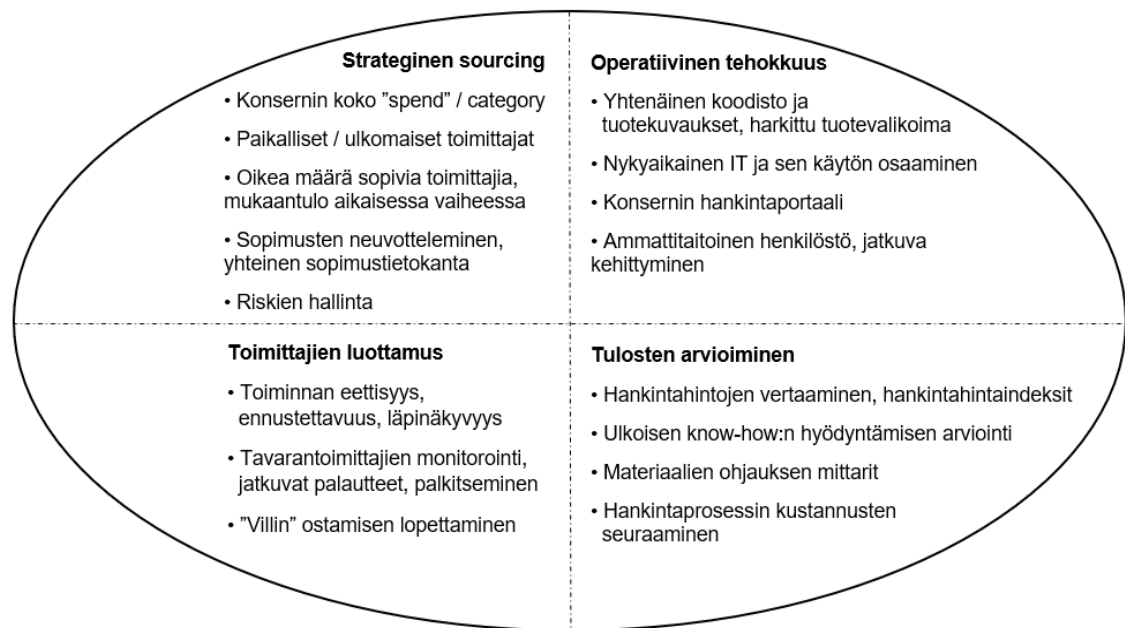 Strateginen sourcing
• Konsernin koko ”spend” / category
• Paikalliset / ulkomaiset toimittajat
• Oikea määrä sopivia toimittajia,
mukaantulo aikaisessa vaiheessa
• Sopimusten neuvotteleminen,
yhteinen sopimustietokanta
• Riskien hallinta
Operatiivinen tehokkuus
• Yhtenäinen koodisto ja
tuotekuvaukset, harkittu tuotevalikoima
• Nykyaikainen IT ja sen käytön osaaminen
• Konsernin hankintaportaali
• Ammattitaitoinen henkilöstö, jatkuva
kehittyminen
Toimittajien luottamus
• Toiminnan eettisyys,
ennustettavuus, läpinäkyvyys
• Tavarantoimittajien monitorointi,
jatkuvat palautteet, palkitseminen
• ”Villin” ostamisen lopettaminen
Tulosten arvioiminen
• Hankintahintojen vertaaminen, hankintahintaindeksit
• Ulkoisen know-how:n hyödyntämisen arviointi
• Materiaalien ohjauksen mittarit
• Hankintaprosessin kustannusten
seuraaminen